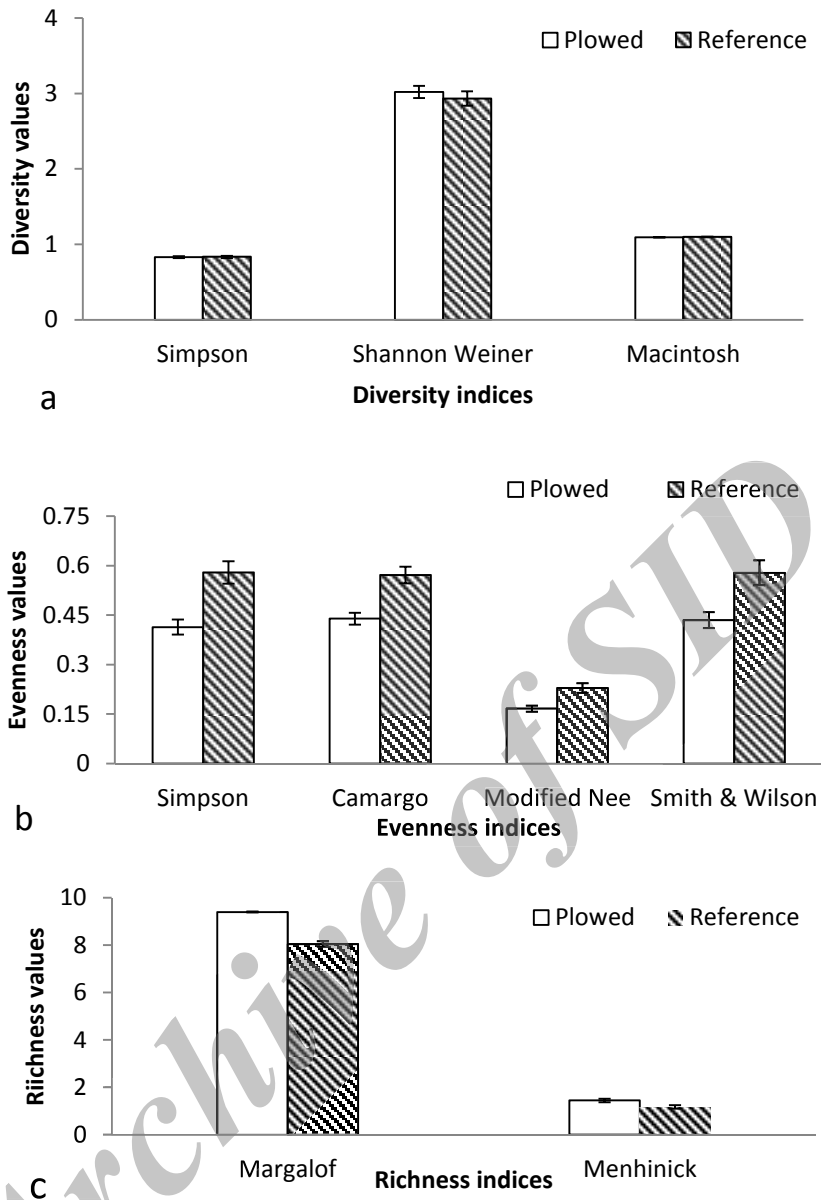 4
3
2
1
0
Diversity values
Plowed Reference
Simpson Shannon Weiner Macintosh
Diversity indices
a
0.75
0.6
0.45
0.3
0.15
0
Evenness values
Plowed Reference
Simpson Camargo Modified Nee Smith & Wilson
Evenness indices
b
10
8
6
4
2
0
Riichness values
Plowed Reference
Margalof Menhinick
Richness indices
c
Archive of SID